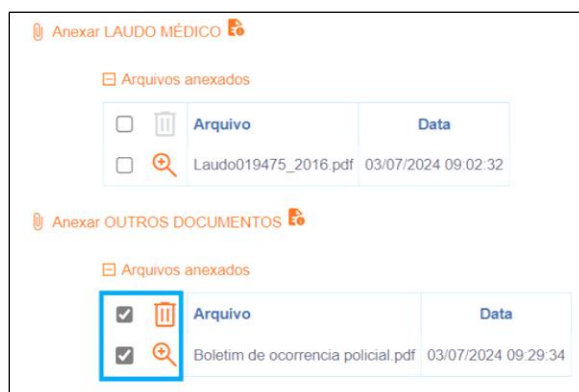 Anexar LAUDO MÉDICO
Arquivos anexados
Arquivo Data
Laudo019475_2016.pdf 03/07/2024 09:02:32
Anexar OUTROS DOCUMENTOS
Arquivos anexados
Arquivo Data
Boletim de ocorrencia policial.pdf 03/07/2024 09:29:34